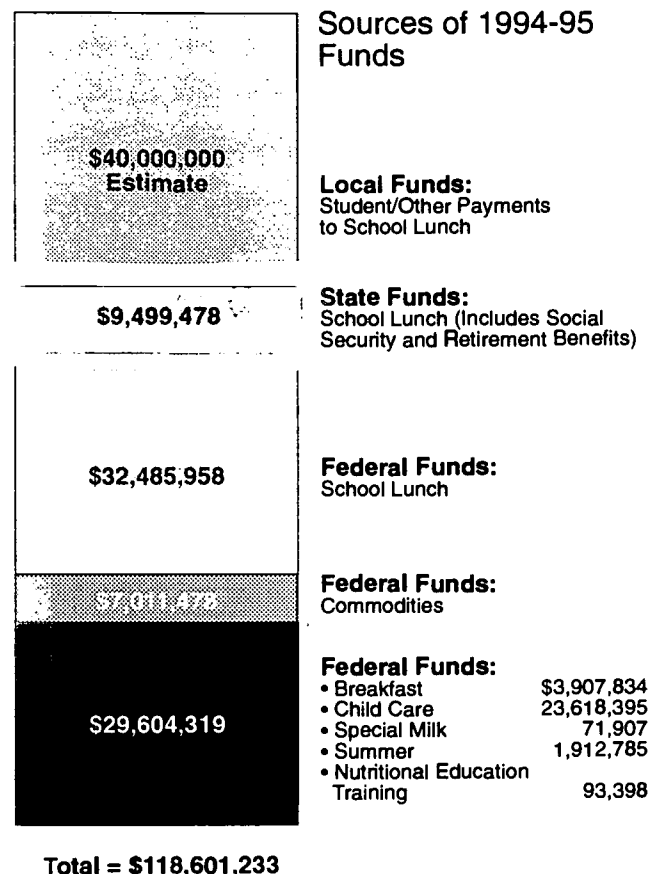 Sources of 1994-95
Funds
$40,000,000
Estimate
Local Funds:
Student/Other Payments
to School Lunch
$9,499,478
State Funds:
School Lunch (Includes Social
Security and Retirement Benefits)
$32,485,958
Federal Funds:
School Lunch
$7,011,478
Federal Funds:
Commodities
$29,604,319
Federal Funds:
• Breakfast $3,907,834
• Child Care 23,618,395
• Special Milk 71,907
• Summer 1,912,785
• Nutritional Education
Training 93,398
Total = $118,601,233